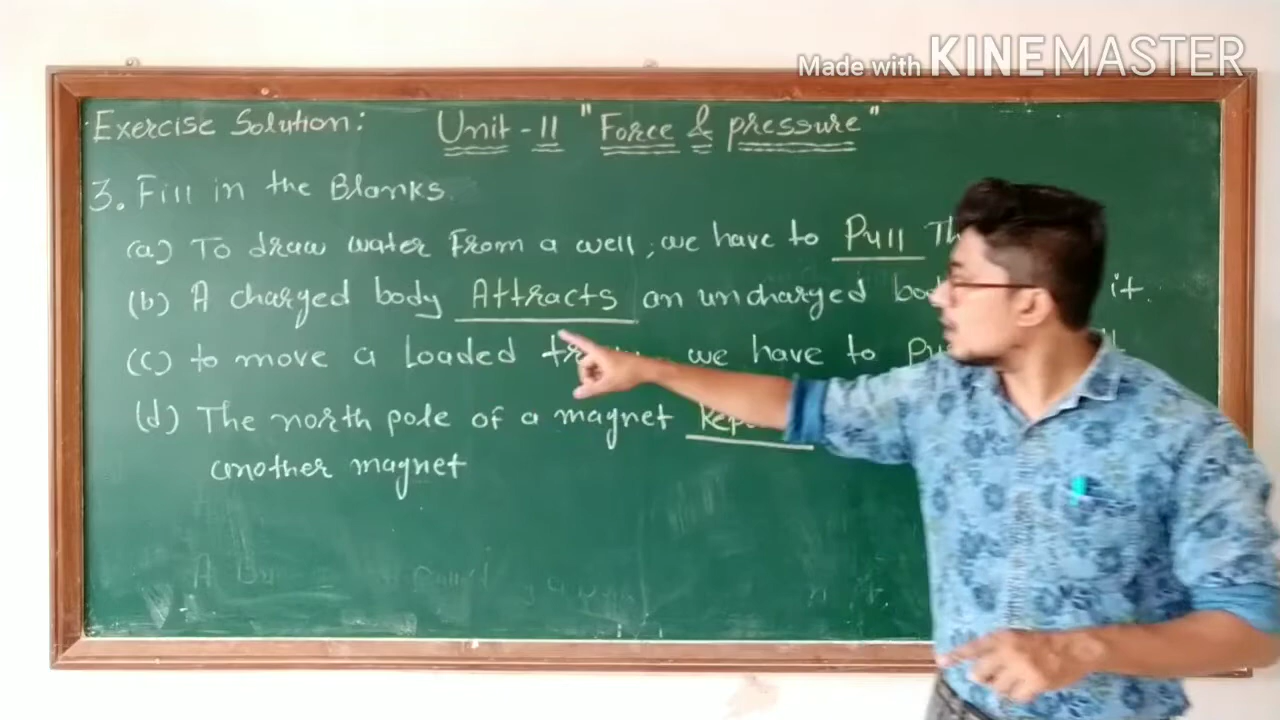 Made with KINEMASTER
Exercise Solution: Unit - II "Force & pressure"
3. Fill in the Blanks.
(a) To draw water From a well, we have to Pull
(b) A charged body Attracts an uncharged it.
(c) to move a Loaded we have to
(d) The north pole of a magnet
another magnet